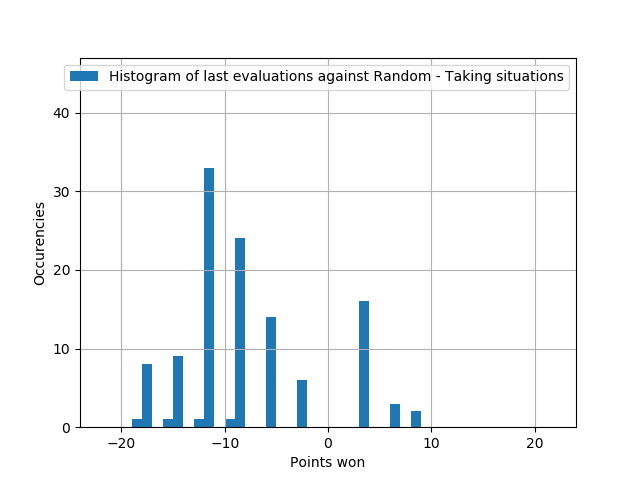 Histogram of last evaluations against Random - Taking situations
40
30
20
10
0
Occurencies
−20 −10 0 10 20
Points won